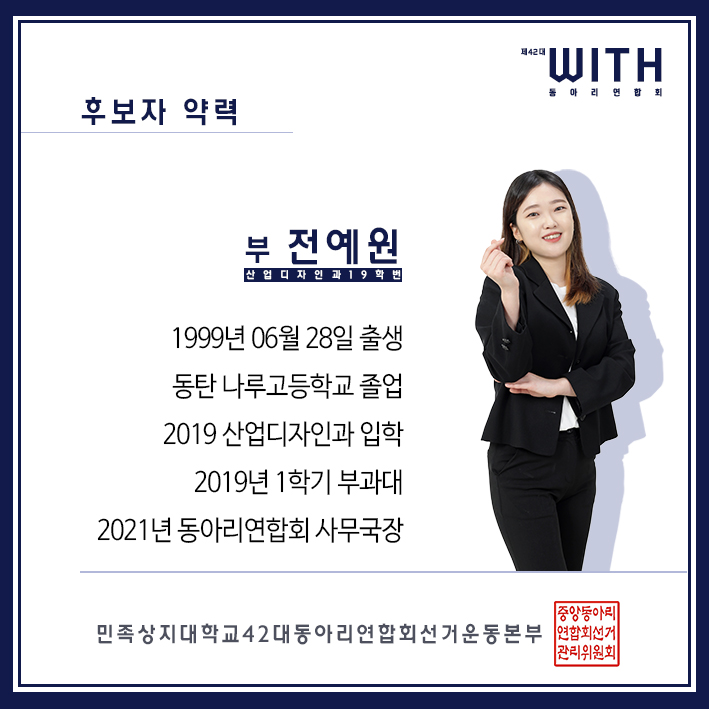 제42대
WITH
동아리연합회
후보자 약력
부 전예원
산업디자인과19학번
1999년 06월 28일 출생
동탄 나루고등학교 졸업
2019 산업디자인과 입학
2019년 1학기 부과대
2021년 동아리연합회 사무국장
민족상지대학교42대동아리연합회선거운동본부
중앙동아리
연합회선거
관리위원회